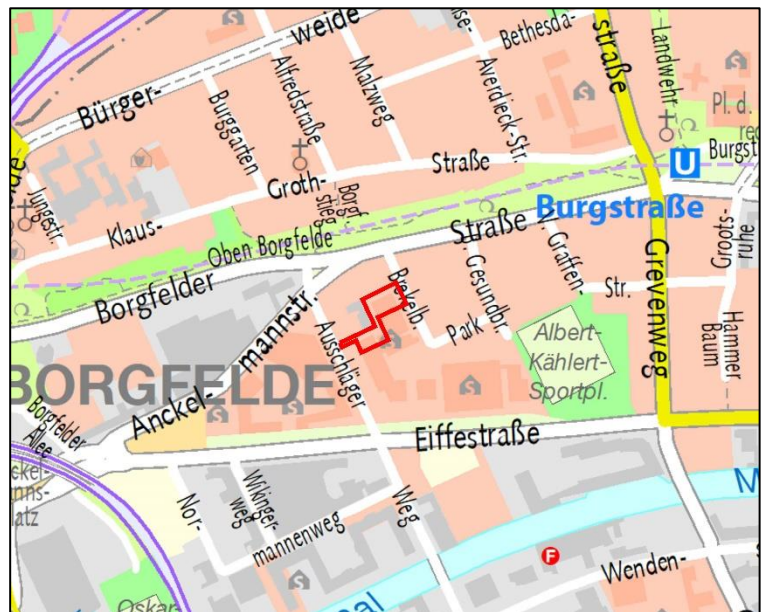 weide
Bürger-
Burggarten
Alfredstraße
Malzweg
Bethesda-
Averdieck-Str.
straße
Landwehr
Pl. d.
Jungestr.
Klaus-
Groth-
Straße
Borgf.
stieg
U
Burgst
Burgstraße
Oben Borgfelde
Borgfelder
Straße
Brekelb.
Gesundbr.
Graffen-
Str.
Park
Grevenweg
Groots-
ruhe
Hammer
Baum
mannstr.
Anckel-
Ausschläger
Weg
BORGFELDE
Albert-
Kählert-
Sportpl.
Borgfelder
Allee
Eiffestraße
Nor-
mannenweg
Wikinger-
weg
F
Wenden-
Oskar